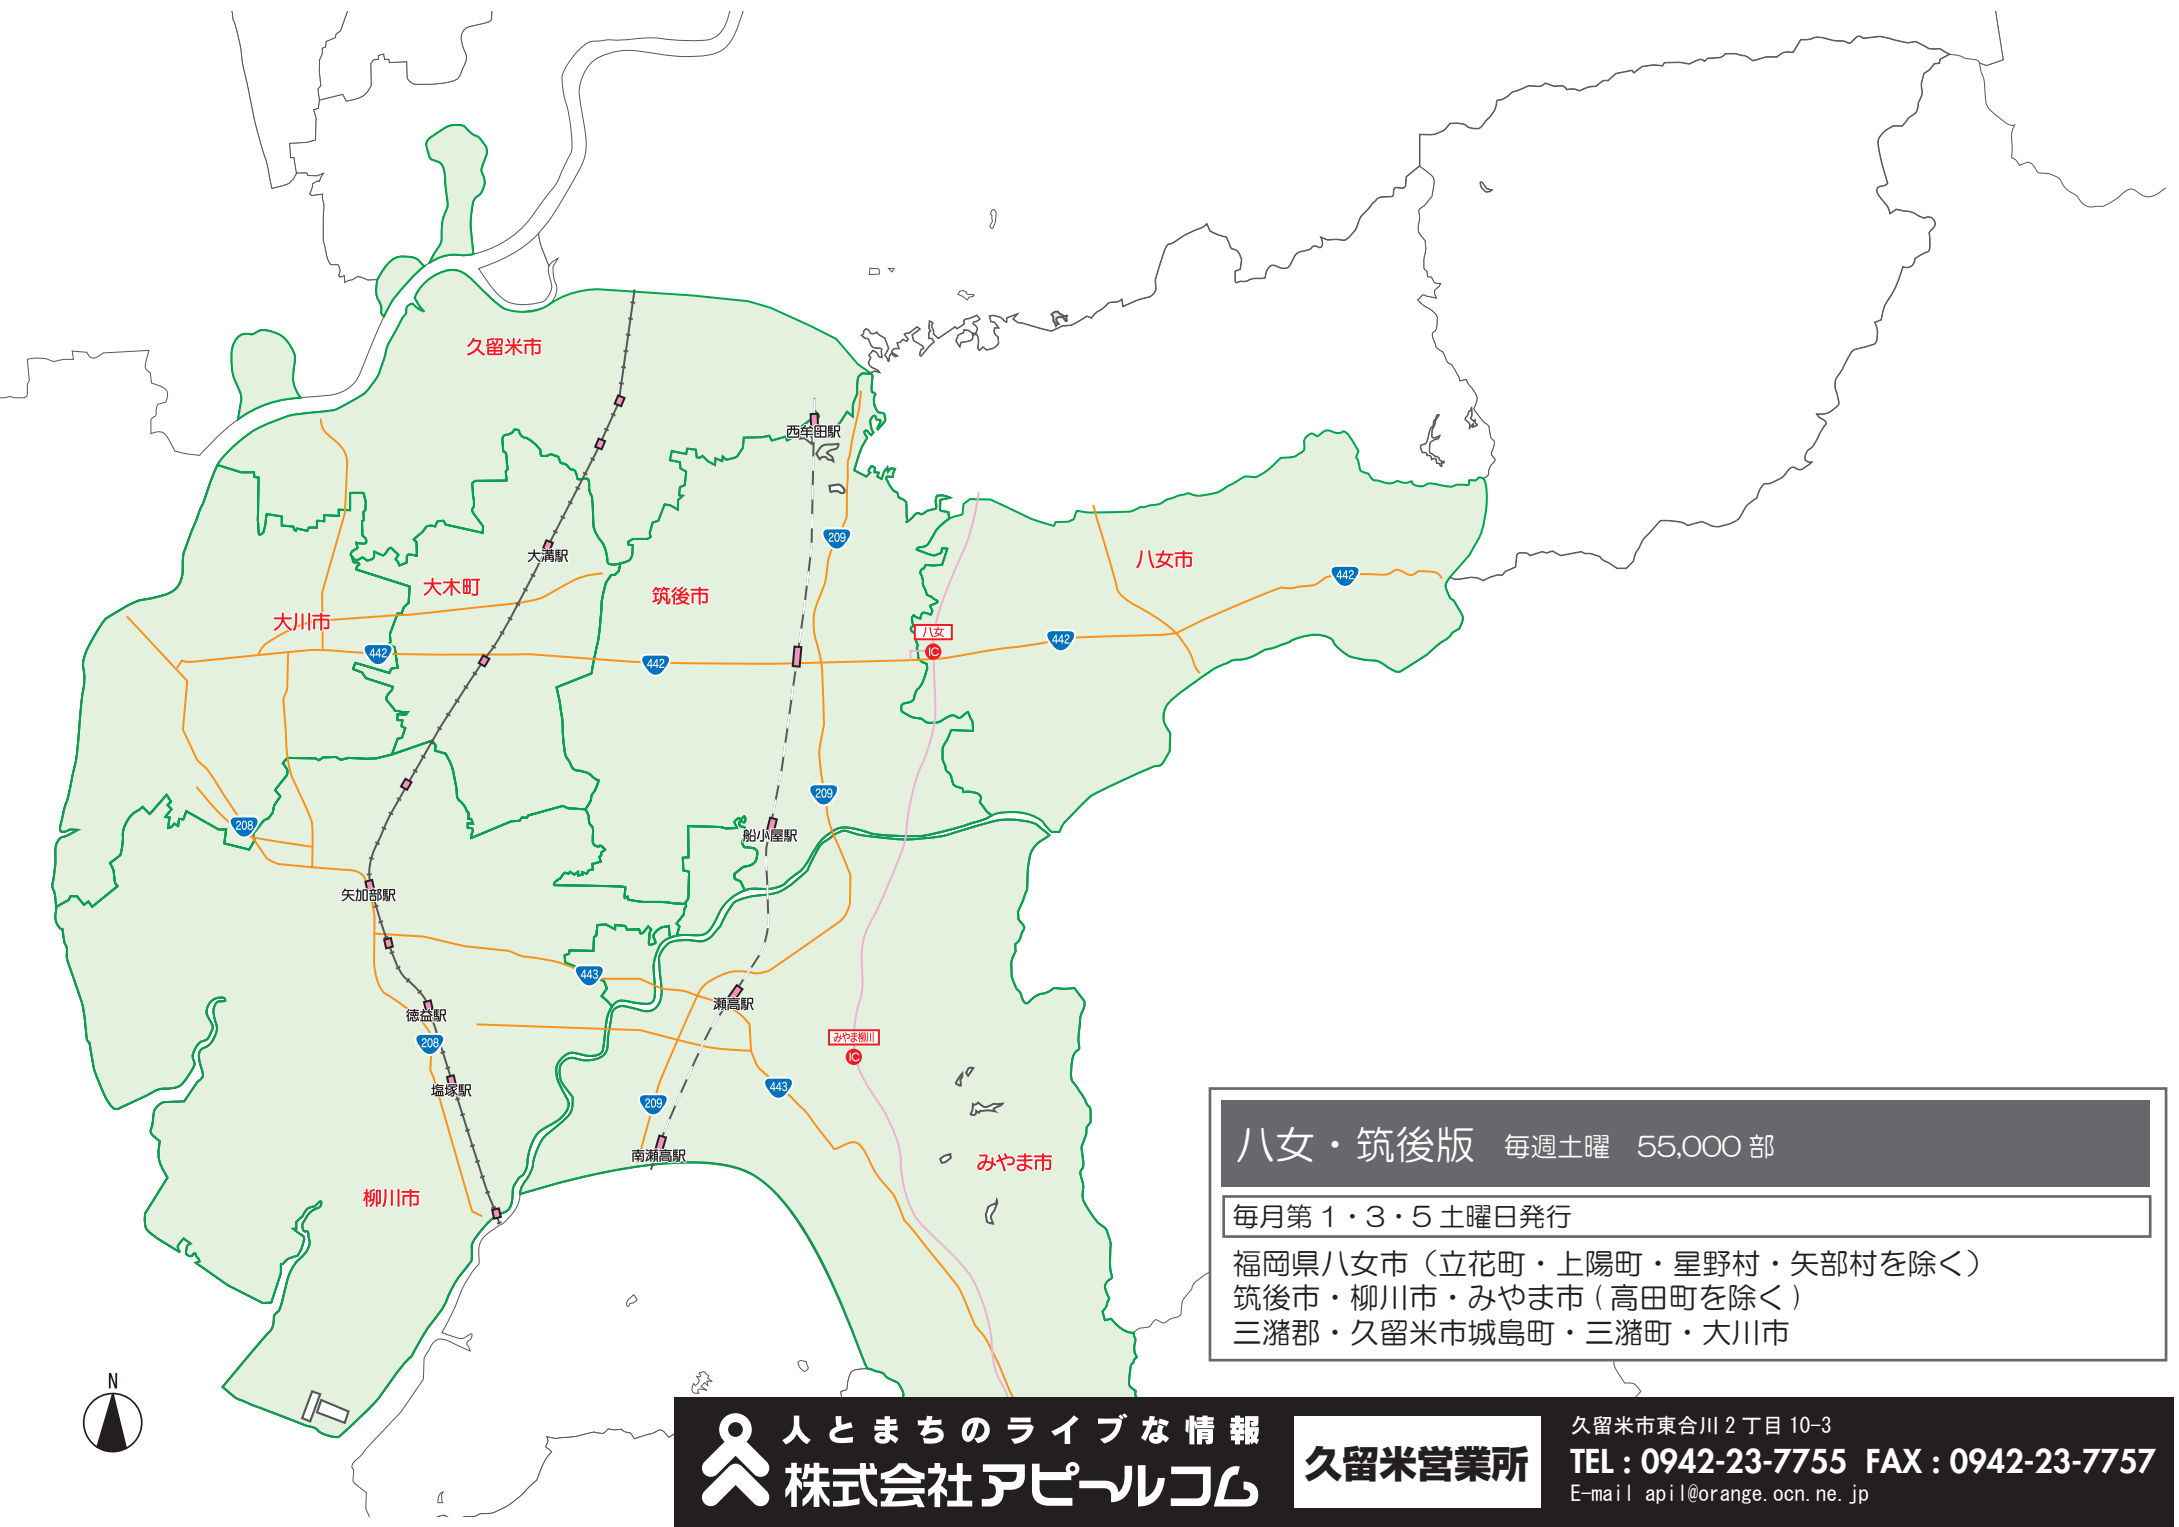 久留米市
西牟田駅
209
大溝駅
八女市
442
大木町
筑後市
大川市
八女
IC
442
442
442
209
208
船小屋駅
矢加部駅
443
瀬高駅
徳益駅
208
みやま柳川
IC
塩塚駅
443
209
南瀬高駅
みやま市
柳川市
八女・筑後版 毎週土曜 55,000 部
毎月第 1・3・5 土曜日発行
福岡県八女市（立花町・上陽町・星野村・矢部村を除く）
筑後市・柳川市・みやま市(高田町を除く)
三潴郡・久留米市城島町・三潴町・大川市
N
人とまちのライブな情報
株式会社アピールコム
久留米営業所
久留米市東合川 2 丁目 10-3
TEL : 0942-23-7755 FAX : 0942-23-7757
E-mail apil@orange.ocn.ne.jp